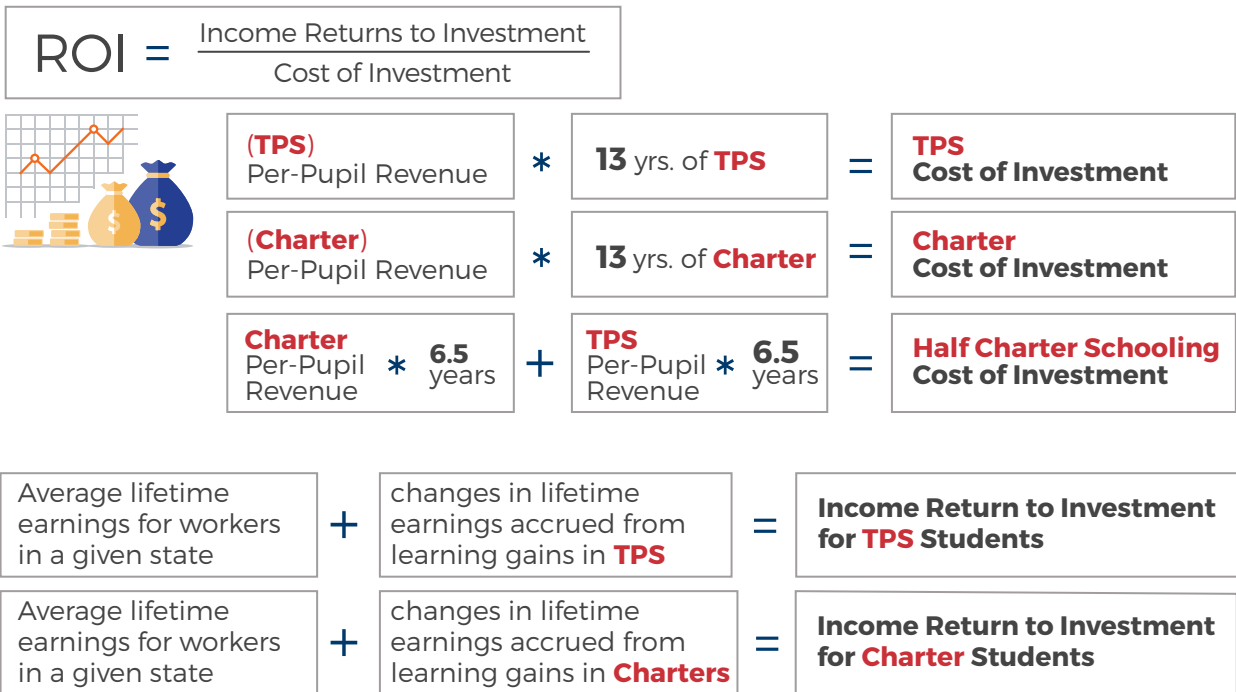 ROI = Income Returns to Investment
Cost of Investment
(TPS)
Per-Pupil Revenue
*
13 yrs. of TPS
=
TPS
Cost of Investment
(Charter)
Per-Pupil Revenue
*
13 yrs. of Charter
=
Charter
Cost of Investment
Charter
Per-Pupil
Revenue
*
6.5
years
+
TPS
Per-Pupil
Revenue
*
6.5
years
=
Half Charter Schooling
Cost of Investment
$
$
Average lifetime
earnings for workers
in a given state
+
changes in lifetime
earnings accrued from
learning gains in TPS
=
Income Return to Investment
for TPS Students
Average lifetime
earnings for workers
in a given state
+
changes in lifetime
earnings accrued from
learning gains in Charters
=
Income Return to Investment
for Charter Students